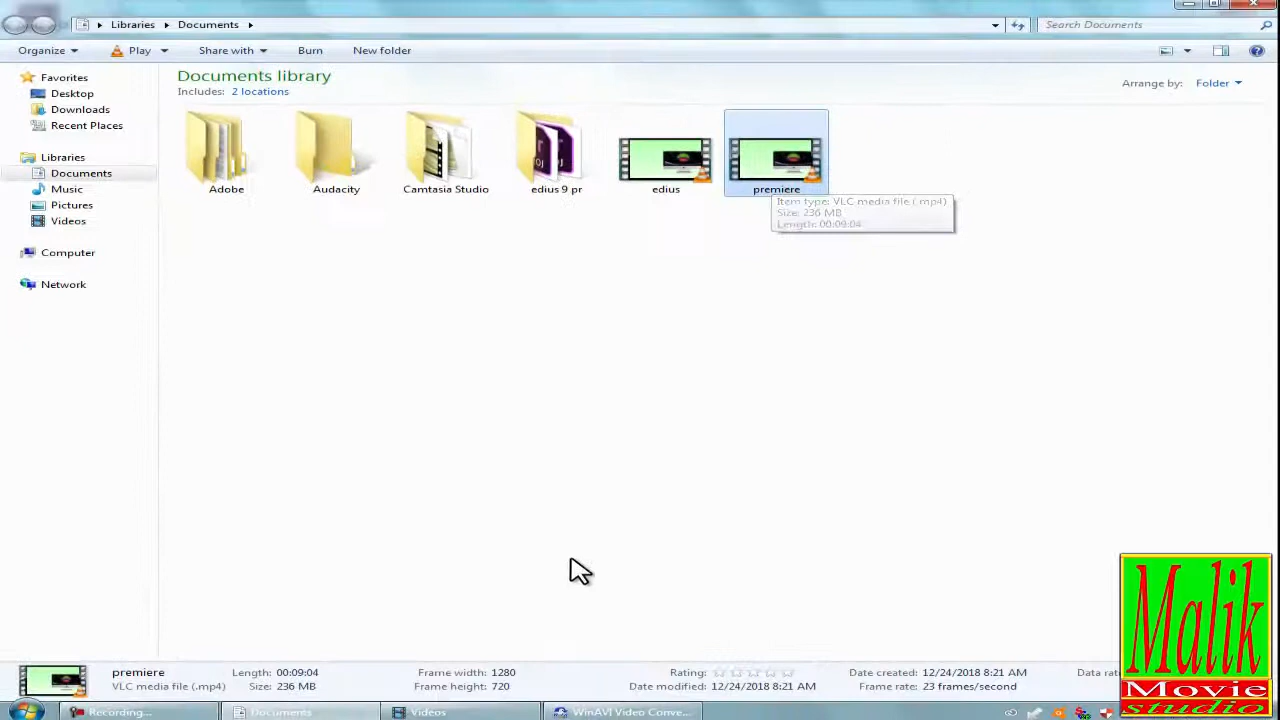 Libraries Documents
Search Documents
Organize Play Share with Burn New folder
Documents library
Includes: 2 locations
Arrange by: Folder
Favorites
Desktop
Downloads
Recent Places
Libraries
Documents
Music
Pictures
Videos
Computer
Network
Adobe Audacity Camtasia Studio edius 9 pr edius premiere
Item type: VLC media file (.mp4)
Size: 236 MB
Length: 00:09:04
premiere Length: 00:09:04 Frame width: 1280 Rating: Date created: 12/24/2018 8:21 AM Data rat
VLC media file (.mp4) Size: 236 MB Frame height: 720 Date modified: 12/24/2018 8:21 AM Frame rate: 23 frames/second
Recording... Documents Videos WinAVI Video Conve...
Malik
Movie
studio